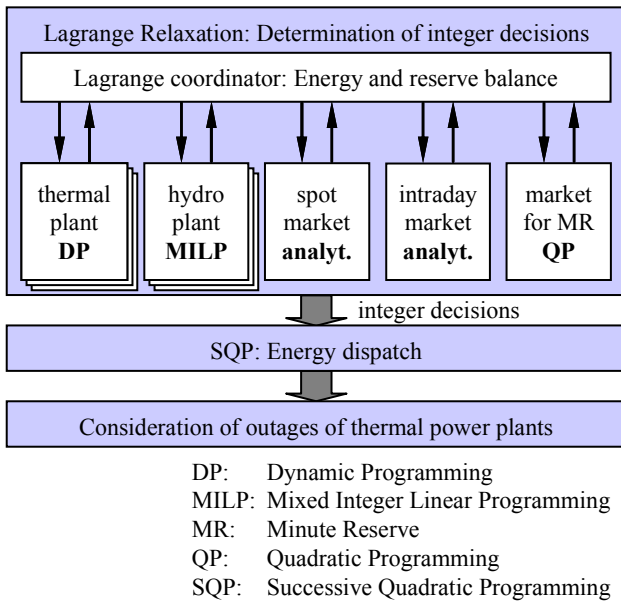 Lagrange Relaxation: Determination of integer decisions
Lagrange coordinator: Energy and reserve balance
thermal
plant
DP
hydro
plant
MILP
spot
market
analyt.
intraday
market
analyt.
market
for MR
QP
integer decisions
SQP: Energy dispatch
Consideration of outages of thermal power plants
DP: Dynamic Programming
MILP: Mixed Integer Linear Programming
MR: Minute Reserve
QP: Quadratic Programming
SQP: Successive Quadratic Programming